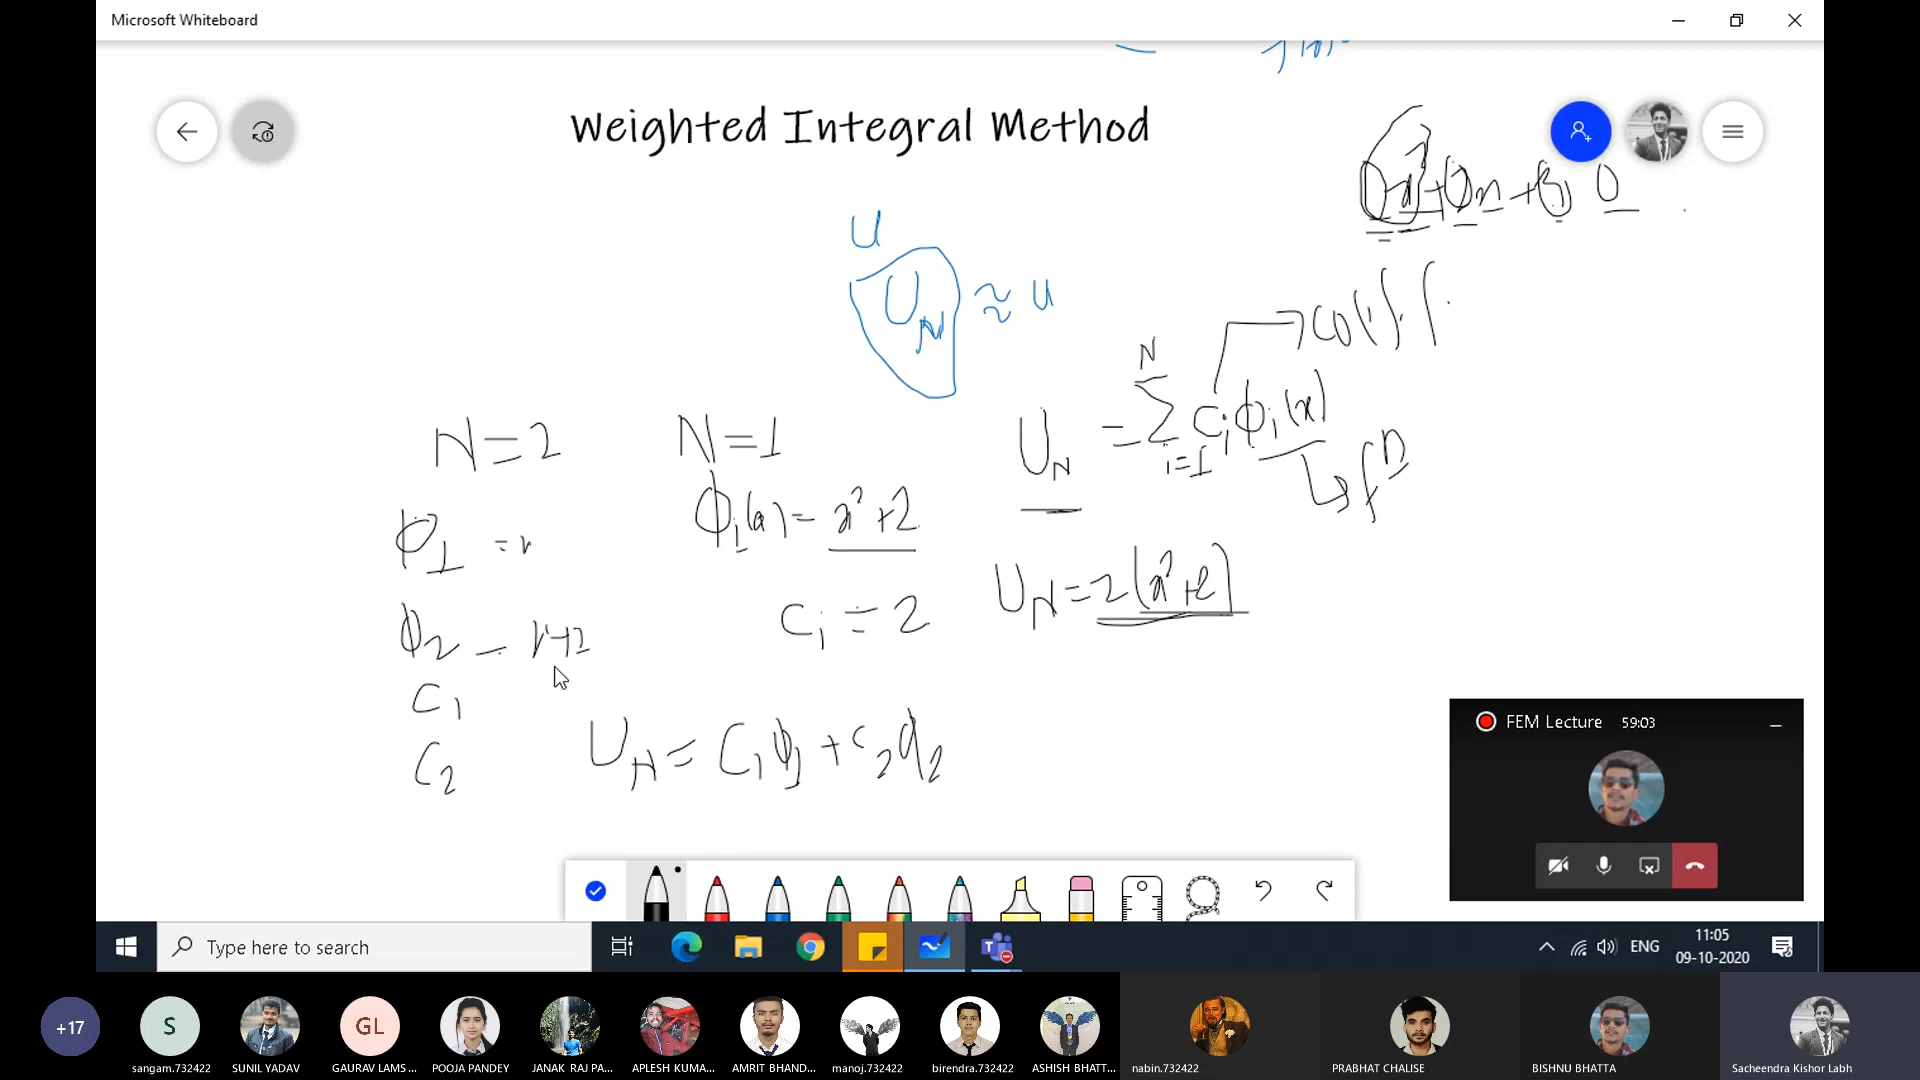 Microsoft Whiteboard
Weighted Integral Method
U
U_N ≈ u
N
U_N = Σ c_i ϕ_i(x)
i=1
N=2
N=1
ϕ_1 =
ϕ_i(x) = x²+2
c_i = 2
U_N = 2(x²+2)
ϕ_2
c_1
c_2
U_N = C_1ϕ_1 + c_2ϕ_2
FEM Lecture 59:03
Type here to search
ENG
11:05
09-10-2020
+17
S
GL
sangam.732422
SUNIL YADAV
GAURAV LAMS...
POOJA PANDEY
JANAK RAJ PA...
APLESH KUMA...
AMRIT BHAND...
manoj.732422
birendra.732422
ASHISH BHATT...
nabin.732422
PRABHAT CHALISE
BISHNU BHATTA
Sacheendra Kishor Labh